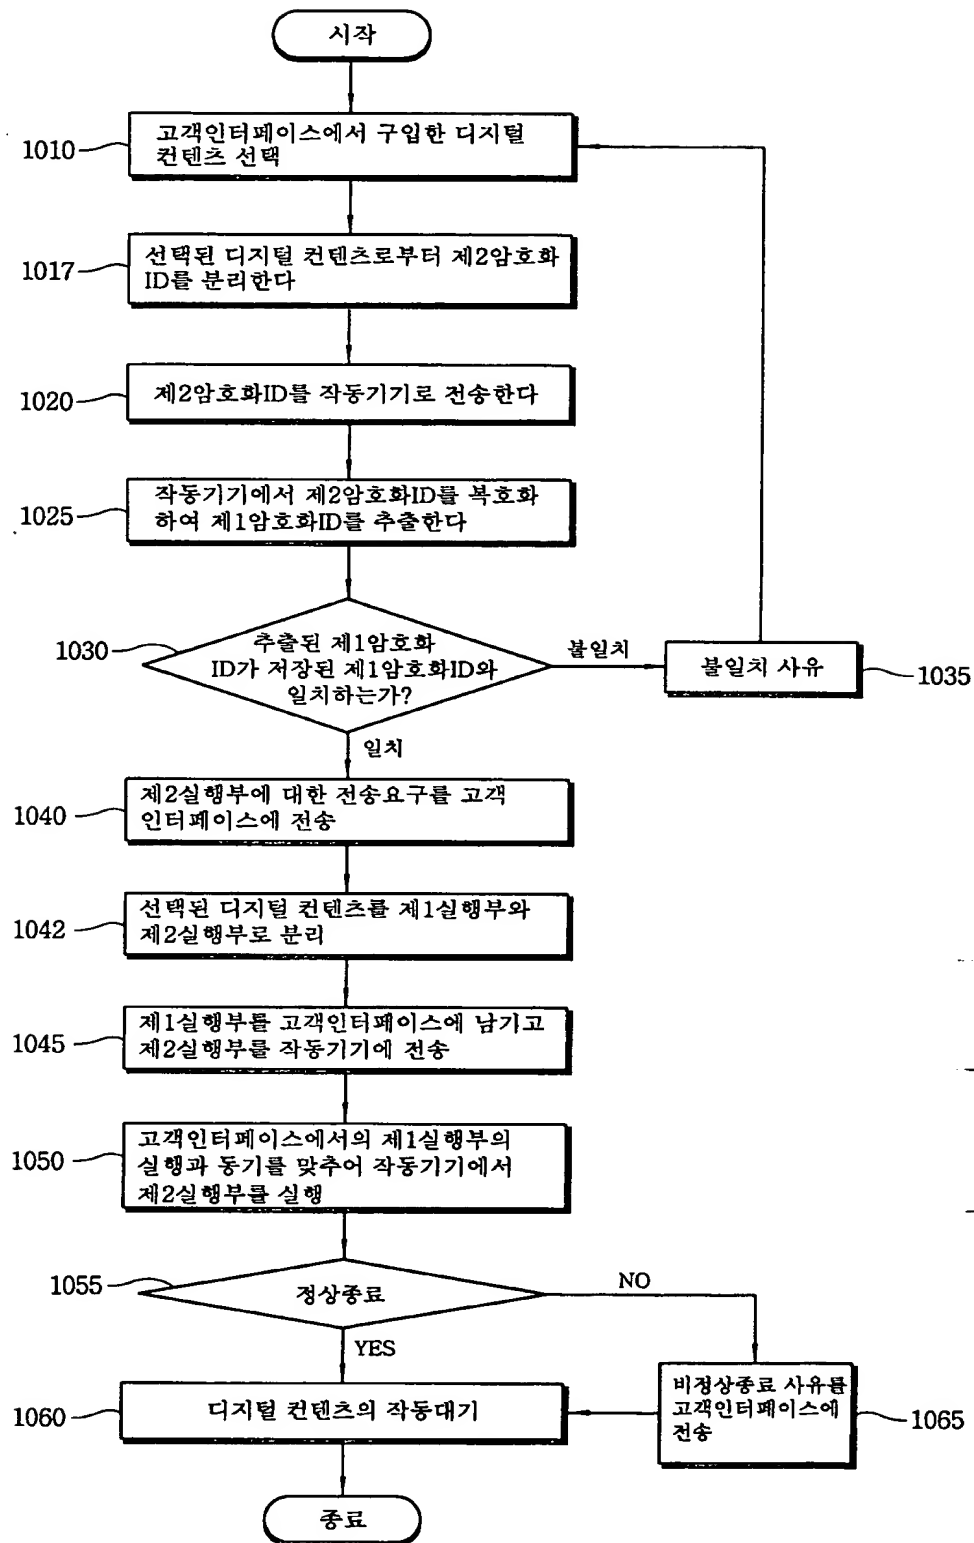 시작
1010
고객인터페이스에서 구입한 디지털
컨텐츠 선택
1017
선택된 디지털 컨텐츠로부터 제2암호화
ID를 분리한다
1020
제2암호화ID를 작동기기로 전송한다
1025
작동기기에서 제2암호화ID를 복호화
하여 제1암호화ID를 추출한다
1030
추출된 제1암호화
ID가 저장된 제1암호화ID와
일치하는가?
불일치
불일치 사유
1035
일치
1040
제2실행부에 대한 전송요구를 고객
인터페이스에 전송
1042
선택된 디지털 컨텐츠를 제1실행부와
제2실행부로 분리
1045
제1실행부를 고객인터페이스에 남기고
제2실행부를 작동기기에 전송
1050
고객인터페이스에서의 제1실행부의
실행과 동기를 맞추어 작동기기에서
제2실행부를 실행
1055
정상종료
NO
YES
비정상종료 사유를
고객인터페이스에
전송
1065
1060
디지털 컨텐츠의 작동대기
종료